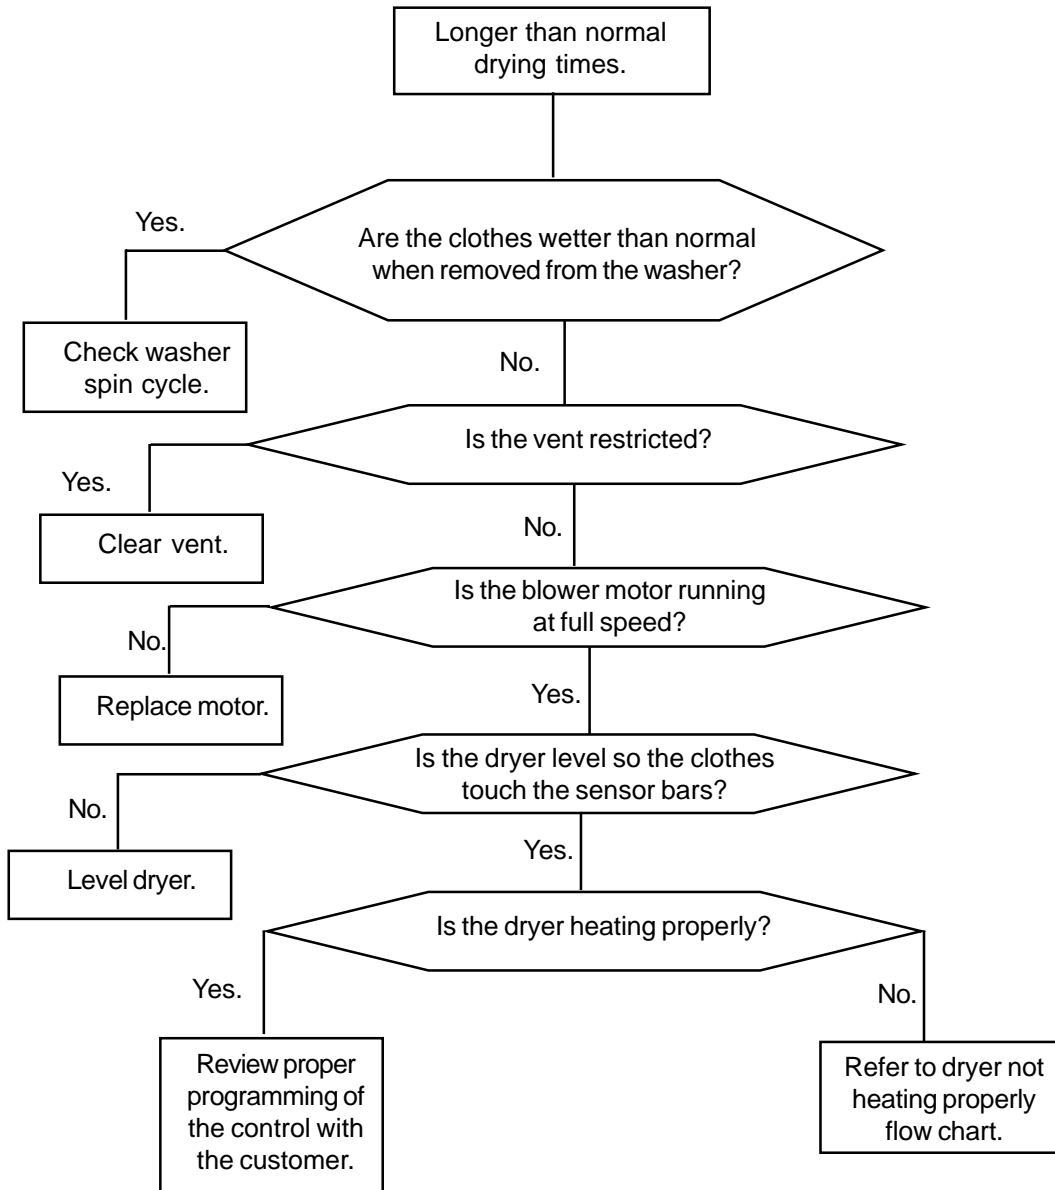 Longer than normal
drying times.
Are the clothes wetter than normal
when removed from the washer?
Yes.
Check washer
spin cycle.
No.
Is the vent restricted?
Yes.
Clear vent.
No.
Is the blower motor running
at full speed?
No.
Replace motor.
Yes.
Is the dryer level so the clothes
touch the sensor bars?
No.
Level dryer.
Yes.
Is the dryer heating properly?
Yes.
Review proper
programming of
the control with
the customer.
No.
Refer to dryer not
heating properly
flow chart.